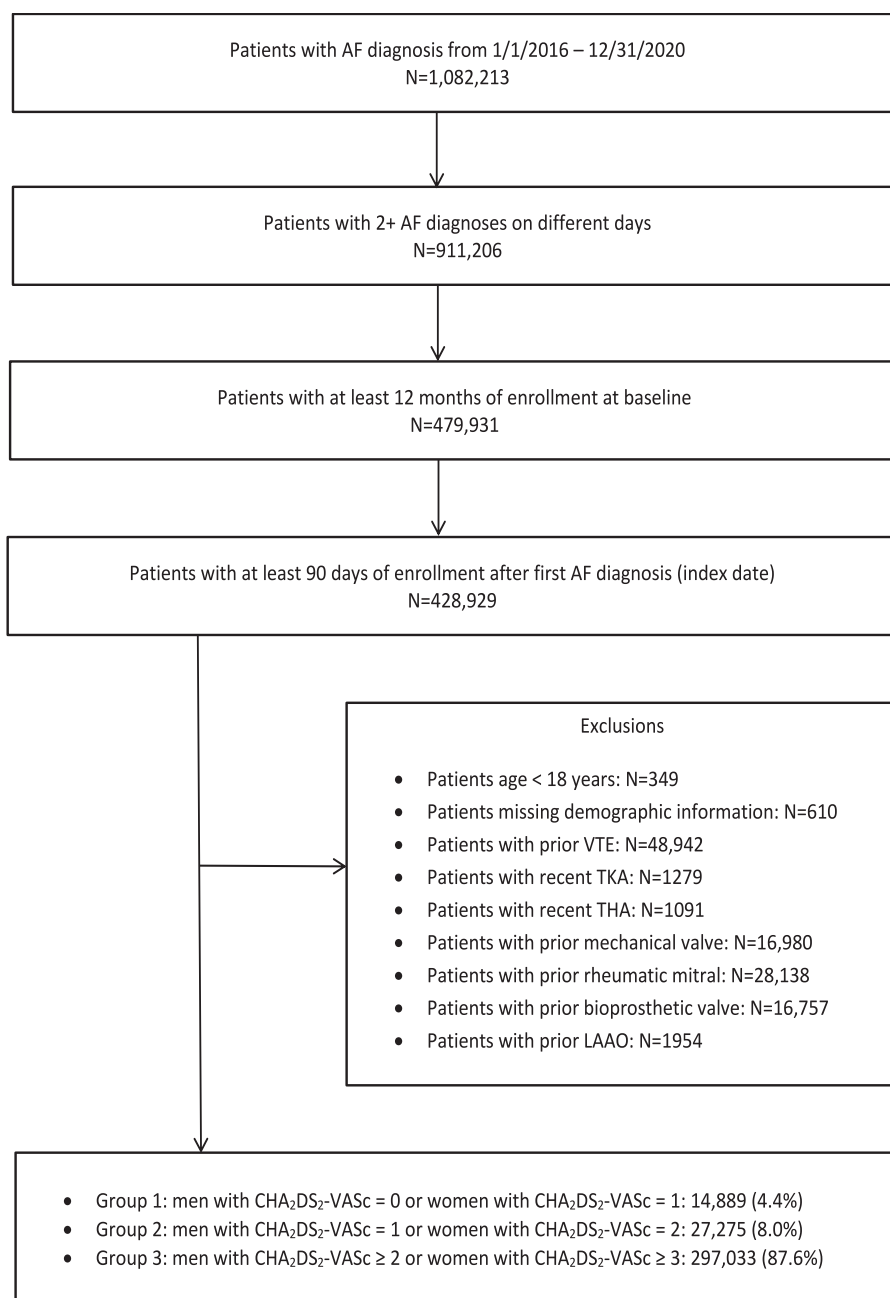 Patients with AF diagnosis from 1/1/2016 – 12/31/2020
N=1,082,213
Patients with 2+ AF diagnoses on different days
N=911,206
Patients with at least 12 months of enrollment at baseline
N=479,931
Patients with at least 90 days of enrollment after first AF diagnosis (index date)
N=428,929
Exclusions
• Patients age < 18 years: N=349
• Patients missing demographic information: N=610
• Patients with prior VTE: N=48,942
• Patients with recent TKA: N=1279
• Patients with recent THA: N=1091
• Patients with prior mechanical valve: N=16,980
• Patients with prior rheumatic mitral: N=28,138
• Patients with prior bioprosthetic valve: N=16,757
• Patients with prior LAAO: N=1954
• Group 1: men with CHA₂DS₂-VASc = 0 or women with CHA₂DS₂-VASc = 1: 14,889 (4.4%)
• Group 2: men with CHA₂DS₂-VASc = 1 or women with CHA₂DS₂-VASc = 2: 27,275 (8.0%)
• Group 3: men with CHA₂DS₂-VASc ≥ 2 or women with CHA₂DS₂-VASc ≥ 3: 297,033 (87.6%)